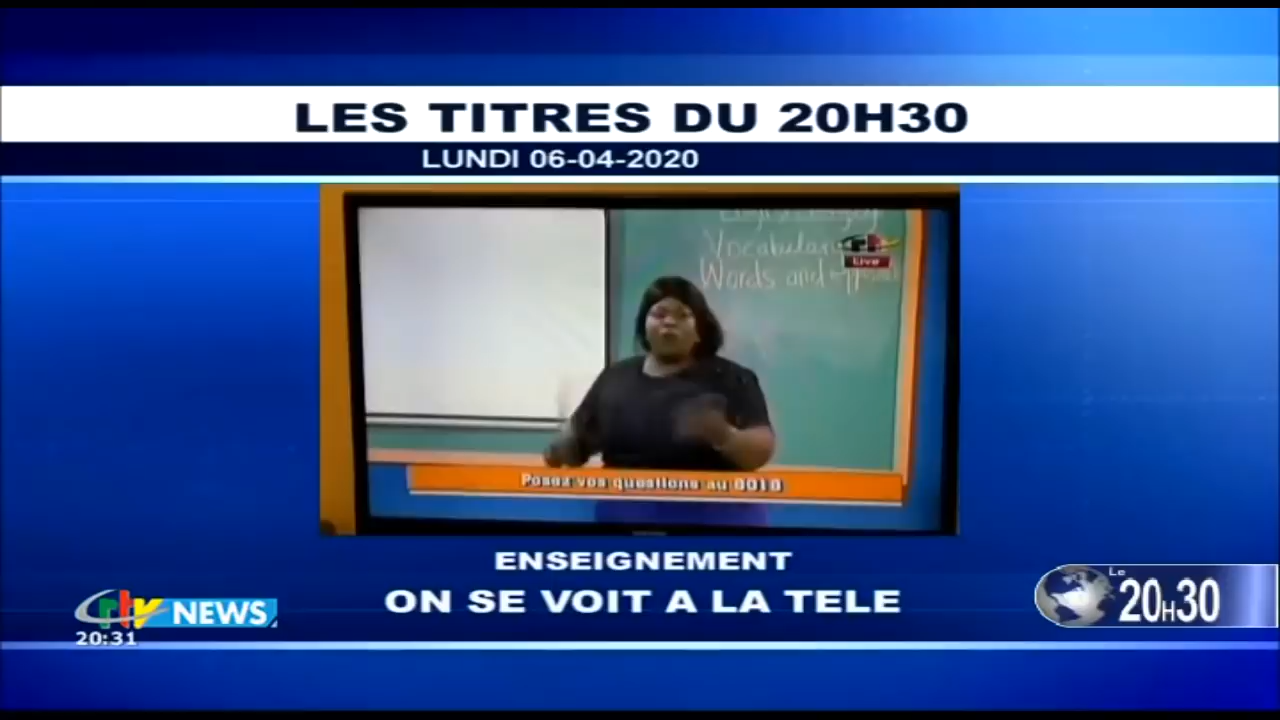 LES TITRES DU 20H30
LUNDI 06-04-2020
Vocabulary
Words and
Live
Posez vos questions au 8018
ENSEIGNEMENT
ON SE VOIT A LA TELE
crtv NEWS
20:31
Le
20H30